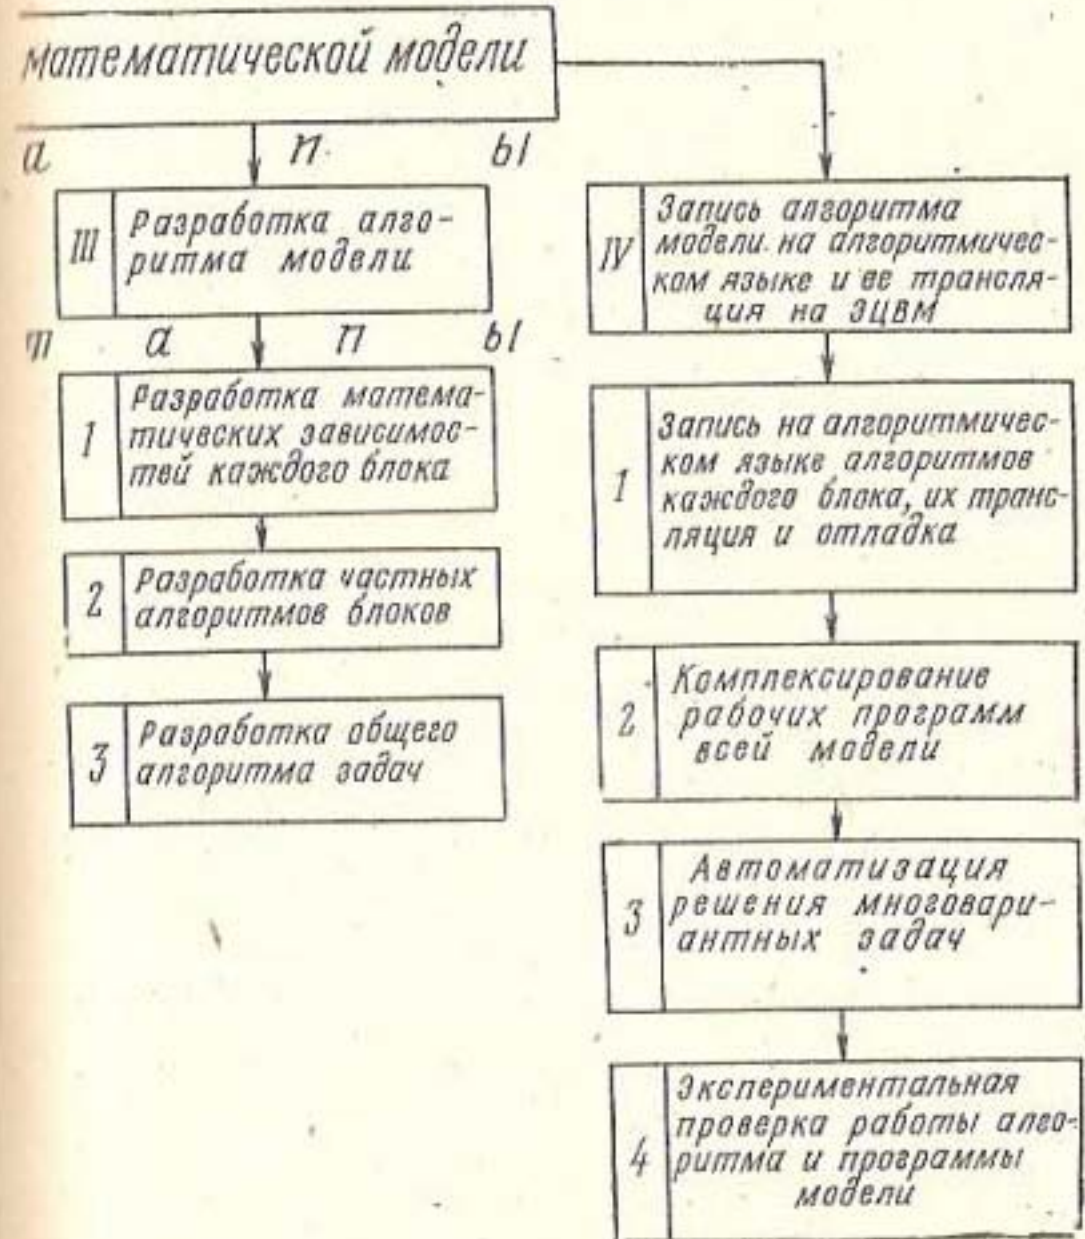 математической модели
а п ы
III
Разработка алго-
ритма модели
т а п ы
1
Разработка матема-
тических зависимос-
тей каждого блока
2
Разработка частных
алгоритмов блоков
3
Разработка общего
алгоритма задач
IV
Запись алгоритма
модели на алгоритмичес-
ком языке и ее трансля-
ция на ЭЦВМ
1
Запись на алгоритмичес-
ком языке алгоритмов
каждого блока, их транс-
ляция и отладка
2
Комплексирование
рабочих программ
всей модели
3
Автоматизация
решения многовари-
антных задач
4
Экспериментальная
проверка работы алго-
ритма и программы
модели